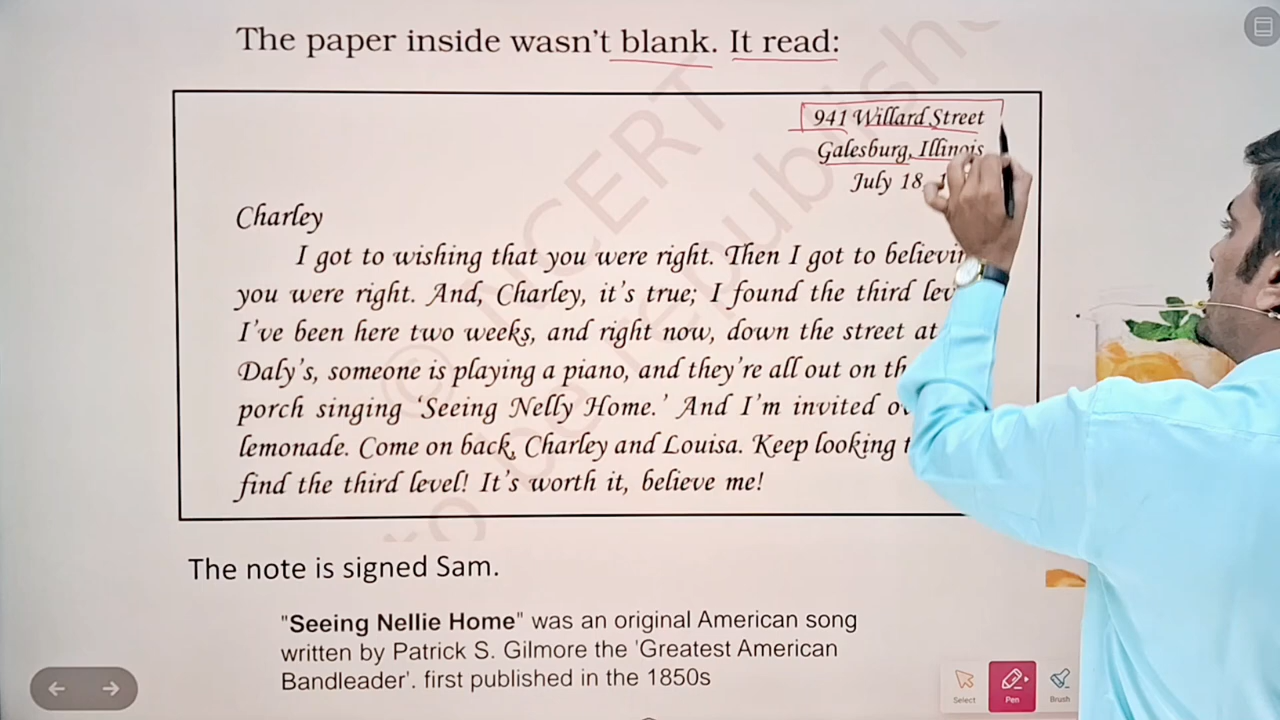 The paper inside wasn't blank. It read:
941 Willard Street
Galesburg, Illinois
July 18,
Charley
I got to wishing that you were right. Then I got to
you were right. And, Charley, it's true; I found the third
I've been here two weeks, and right now, down the street at
Daly's, someone is playing a piano, and they're all out on
porch singing ‘Seeing Nelly Home.’ And I'm invited
lemonade. Come on back, Charley and Louisa. Keep looking
find the third level! It's worth it, believe me!
The note is signed Sam.
"Seeing Nellie Home" was an original American song
written by Patrick S. Gilmore the 'Greatest American
Bandleader'. first published in the 1850s
Select
Pen
Brush